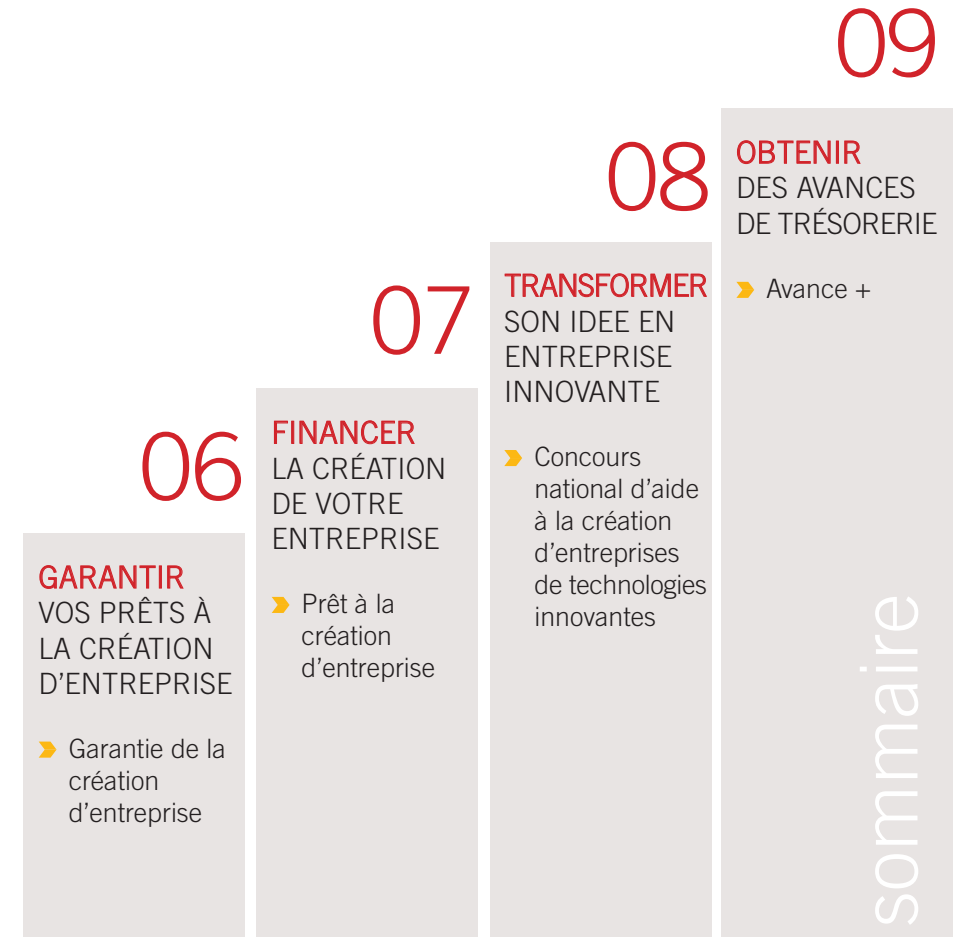 06
GARANTIR
VOS PRÊTS À
LA CRÉATION
D'ENTREPRISE
Garantie de la
création
d'entreprise
07
FINANCER
LA CRÉATION
DE VOTRE
ENTREPRISE
Prêt à la
création
d'entreprise
08
TRANSFORMER
SON IDEE EN
ENTREPRISE
INNOVANTE
Concours
national d'aide
à la création
d'entreprises
de technologies
innovantes
09
OBTENIR
DES AVANCES
DE TRÉSORERIE
Avance +
sommaire